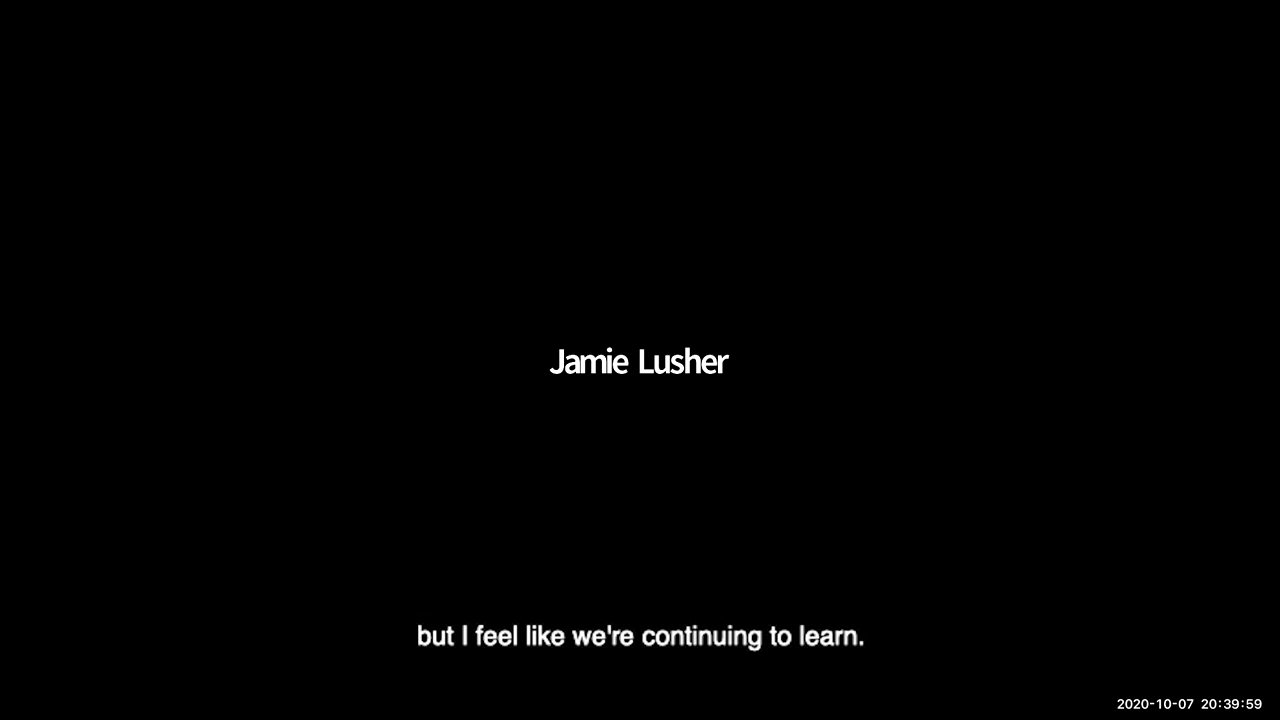 Jamie Lusher
but I feel like we're continuing to learn.
2020-10-07 20:39:59